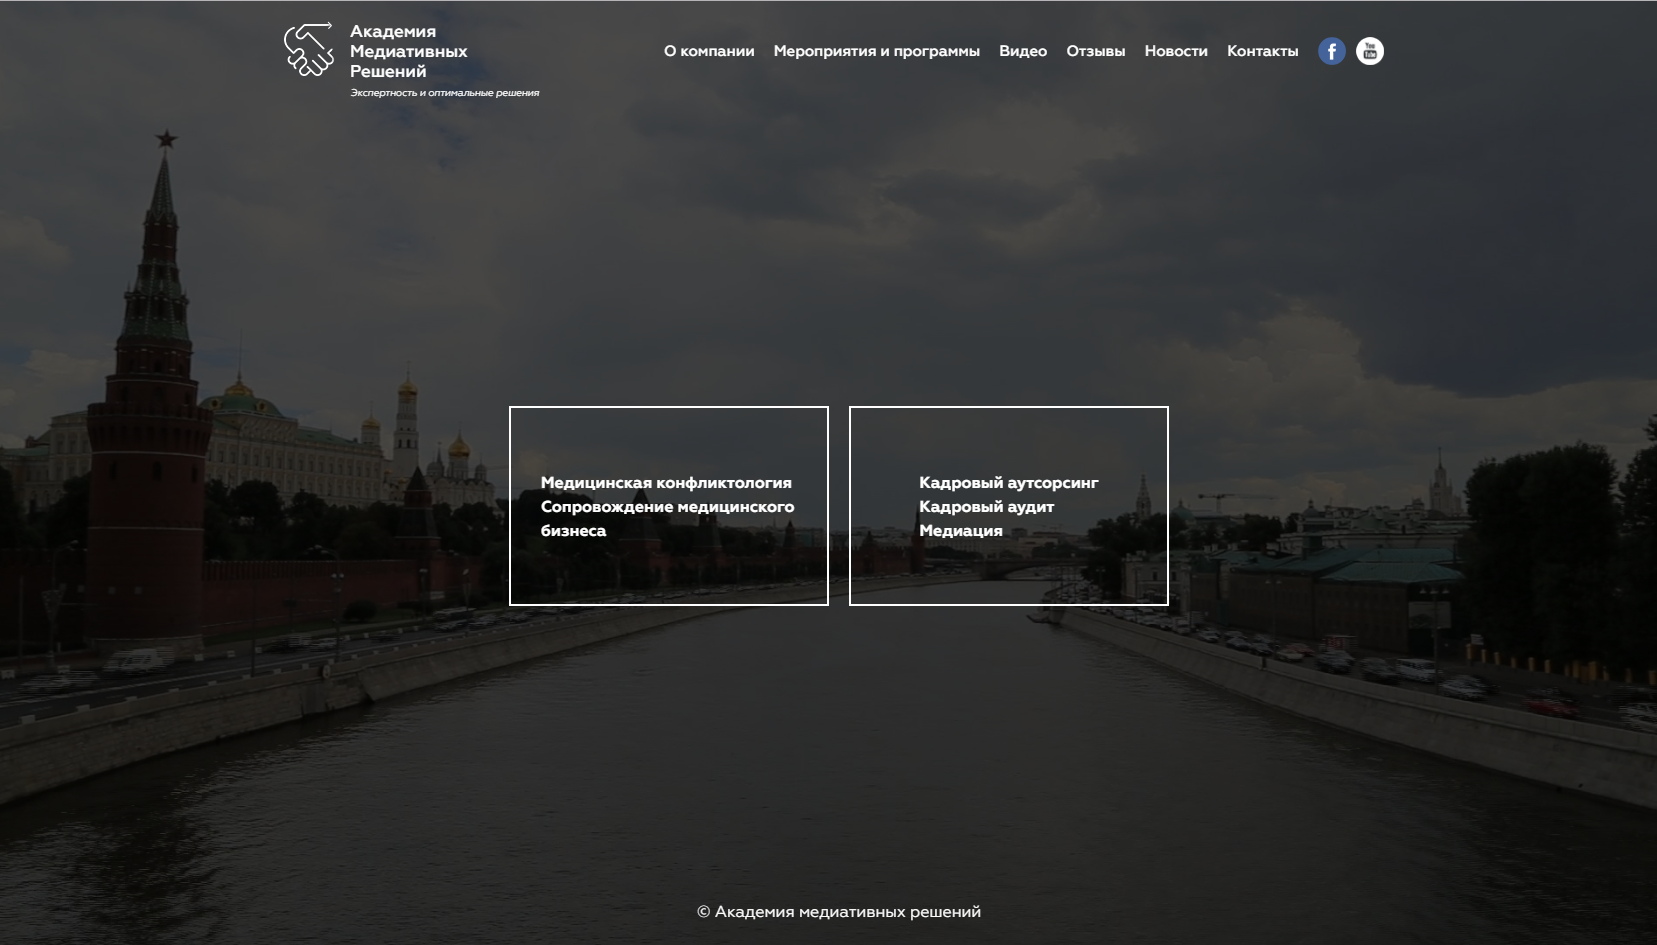 Академия
Медиативных
Решений
Экспертность и оптимальные решения
О компании Мероприятия и программы Видео Отзывы Новости Контакты
You
Tube
Медицинская конфликтология
Сопровождение медицинского
бизнеса
Кадровый аутсорсинг
Кадровый аудит
Медиация
© Академия медиативных решений